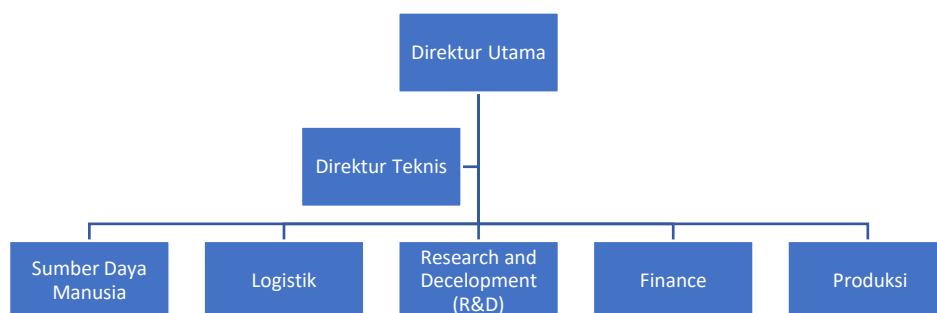 Direktur Utama
Direktur Teknis
Sumber Daya
Manusia
Logistik
Research and
Decelopment
(R&D)
Finance
Produksi